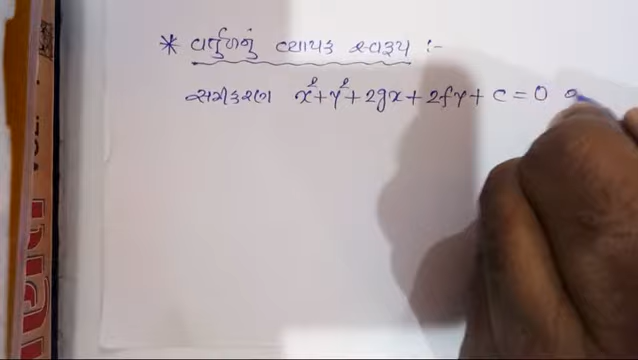 * વર્તુળનું વ્યાપક સ્વરૂપ :-
સમીકરણ x²+y²+2gx+2fy+c=0